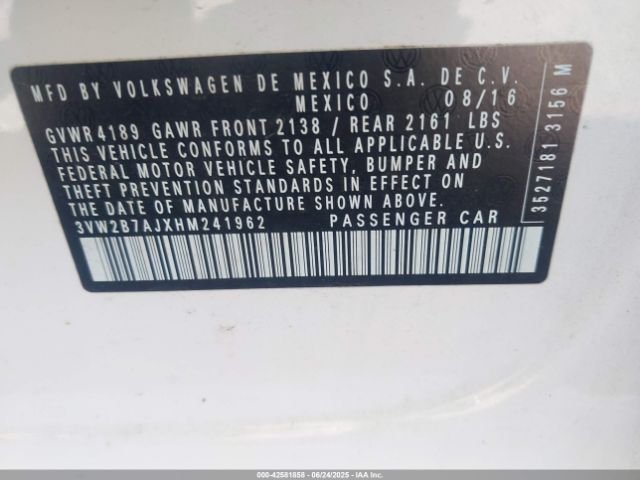 MFD BY VOLKSWAGEN DE MEXICO S.A. DE C.V.
MEXICO 08/16
GVWR 4189 GAWR FRONT 2138 / REAR 2161 LBS
THIS VEHICLE CONFORMS TO ALL APPLICABLE U.S.
FEDERAL MOTOR VEHICLE SAFETY, BUMPER AND
THEFT PREVENTION STANDARDS IN EFFECT ON
THE DATE OF MANUFACTURE SHOWN ABOVE.
3VW2B7AJXHM241962 PASSENGER CAR
3527181 3156 M
000-42581858 - 06/24/2025 - IAA Inc.